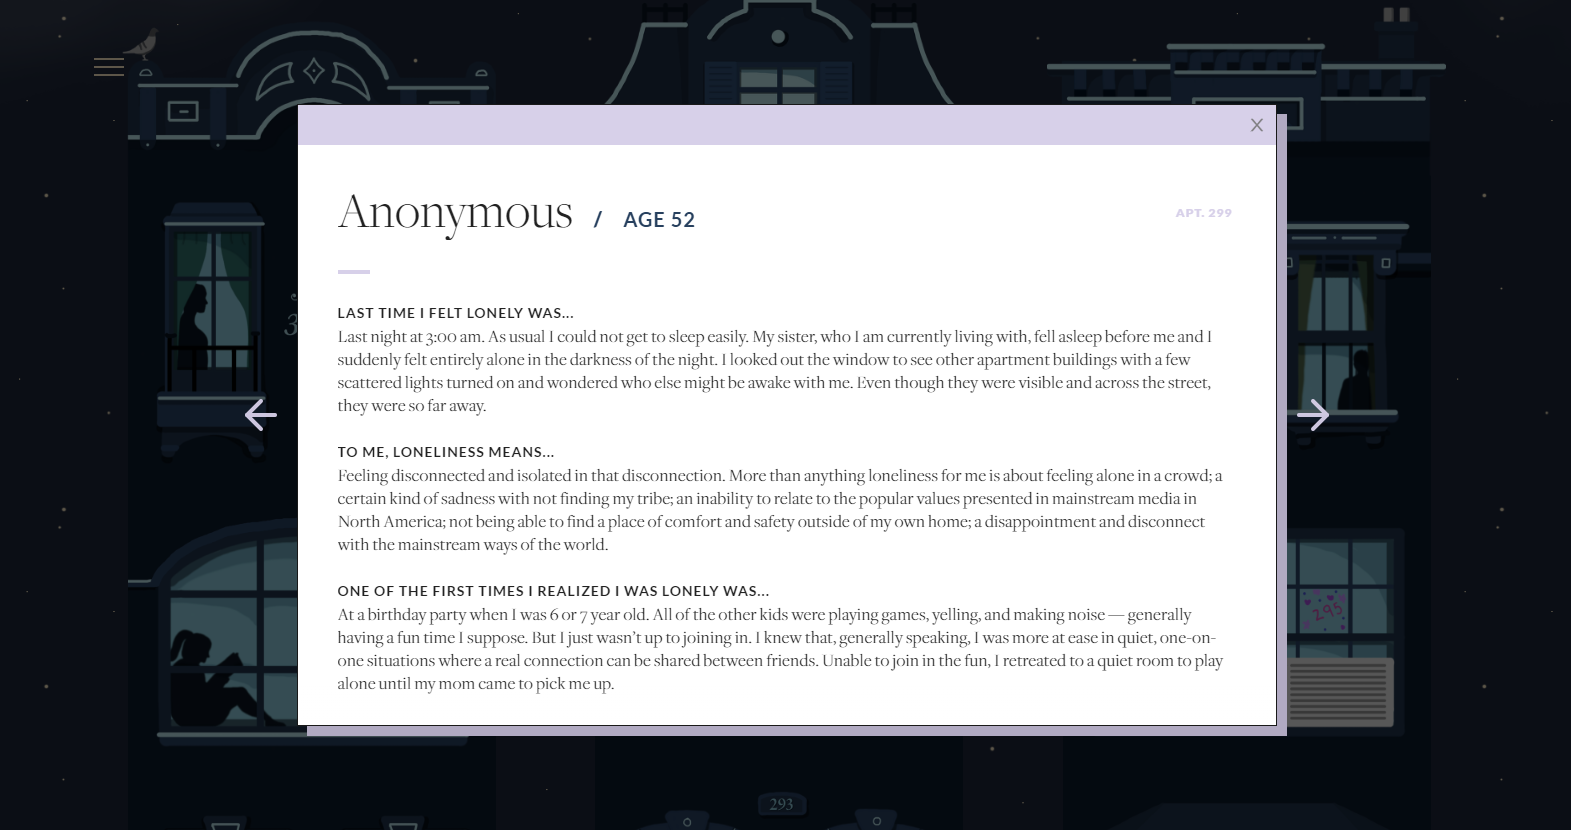 Anonymous / AGE 52
APT. 299
LAST TIME I FELT LONELY WAS...
Last night at 3:00 am. As usual I could not get to sleep easily. My sister, who I am currently living with, fell asleep before me and I
suddenly felt entirely alone in the darkness of the night. I looked out the window to see other apartment buildings with a few
scattered lights turned on and wondered who else might be awake with me. Even though they were visible and across the street,
they were so far away.
TO ME, LONELINESS MEANS...
Feeling disconnected and isolated in that disconnection. More than anything loneliness for me is about feeling alone in a crowd; a
certain kind of sadness with not finding my tribe; an inability to relate to the popular values presented in mainstream media in
North America; not being able to find a place of comfort and safety outside of my own home; a disappointment and disconnect
with the mainstream ways of the world.
ONE OF THE FIRST TIMES I REALIZED I WAS LONELY WAS...
At a birthday party when I was 6 or 7 year old. All of the other kids were playing games, yelling, and making noise — generally
having a fun time I suppose. But I just wasn't up to joining in. I knew that, generally speaking, I was more at ease in quiet, one-on-
one situations where a real connection can be shared between friends. Unable to join in the fun, I retreated to a quiet room to play
alone until my mom came to pick me up.
295
293